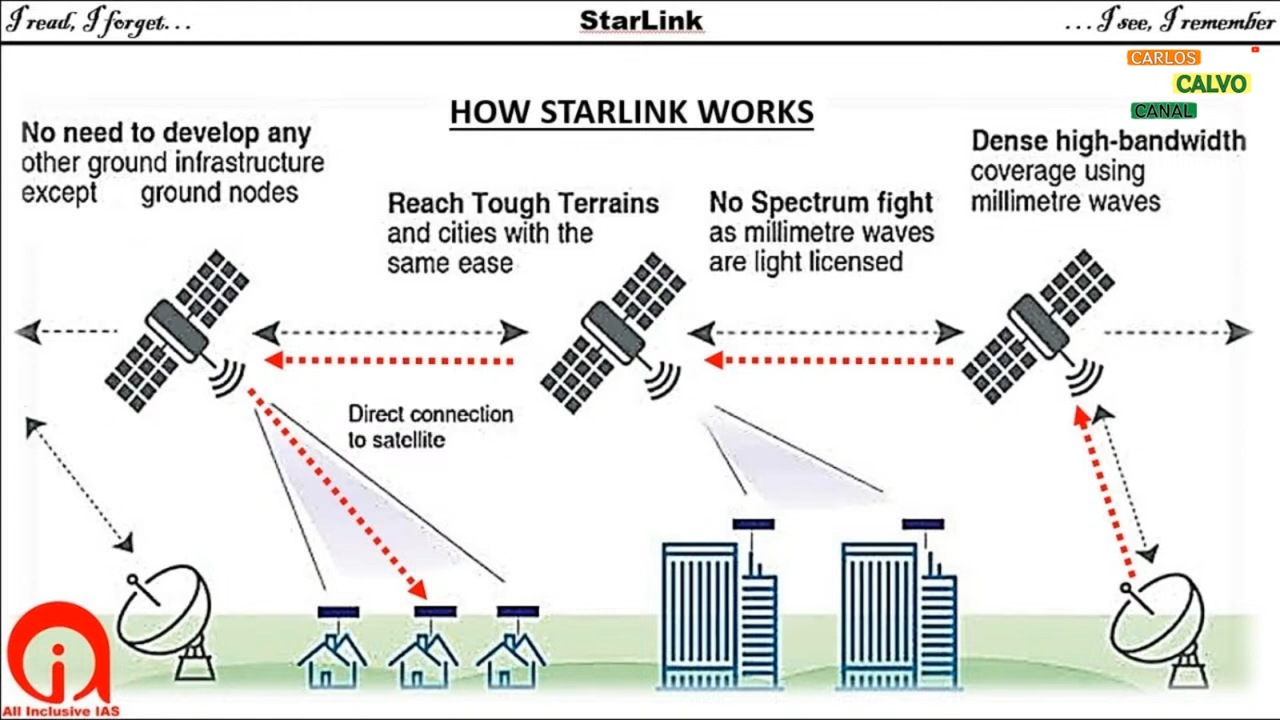 I read, I forget...
StarLink
...I see, I remember
CARLOS
CALVO
CANAL
HOW STARLINK WORKS
No need to develop any
other ground infrastructure
except ground nodes
Reach Tough Terrains
and cities with the
same ease
No Spectrum fight
as millimetre waves
are light licensed
Dense high-bandwidth
coverage using
millimetre waves
Direct connection
to satellite
All Inclusive IAS